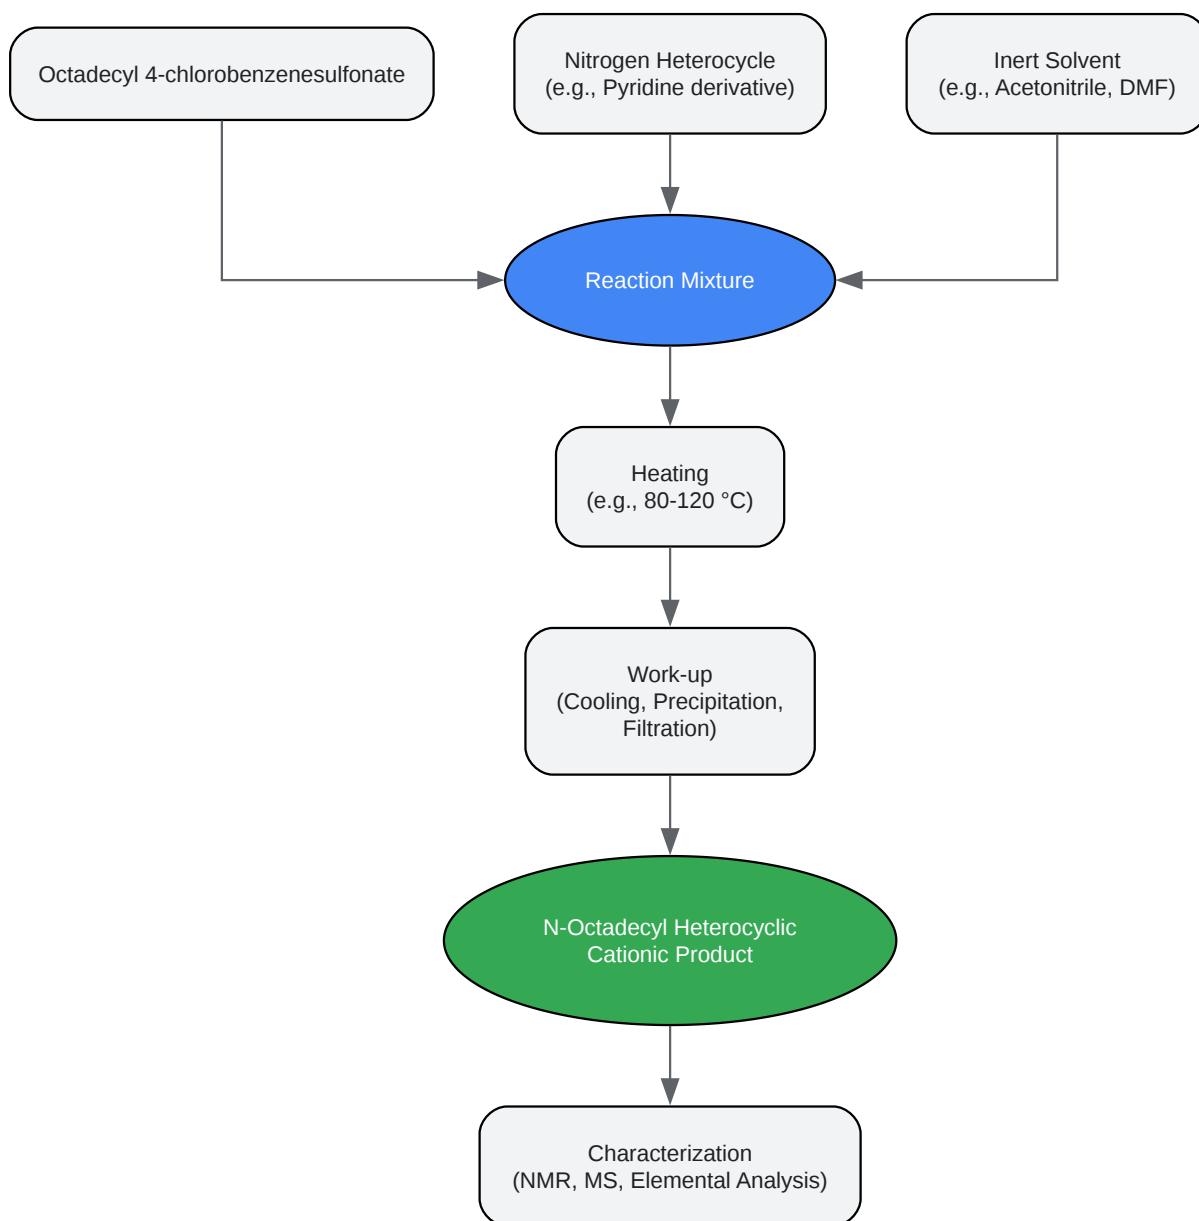 Octadecyl 4-chlorobenzenesulfonate
Nitrogen Heterocycle
(e.g., Pyridine derivative)
Inert Solvent
(e.g., Acetonitrile, DMF)
Reaction Mixture
Heating
(e.g., 80-120 °C)
Work-up
(Cooling, Precipitation,
Filtration)
N-Octadecyl Heterocyclic
Cationic Product
Characterization
(NMR, MS, Elemental Analysis)